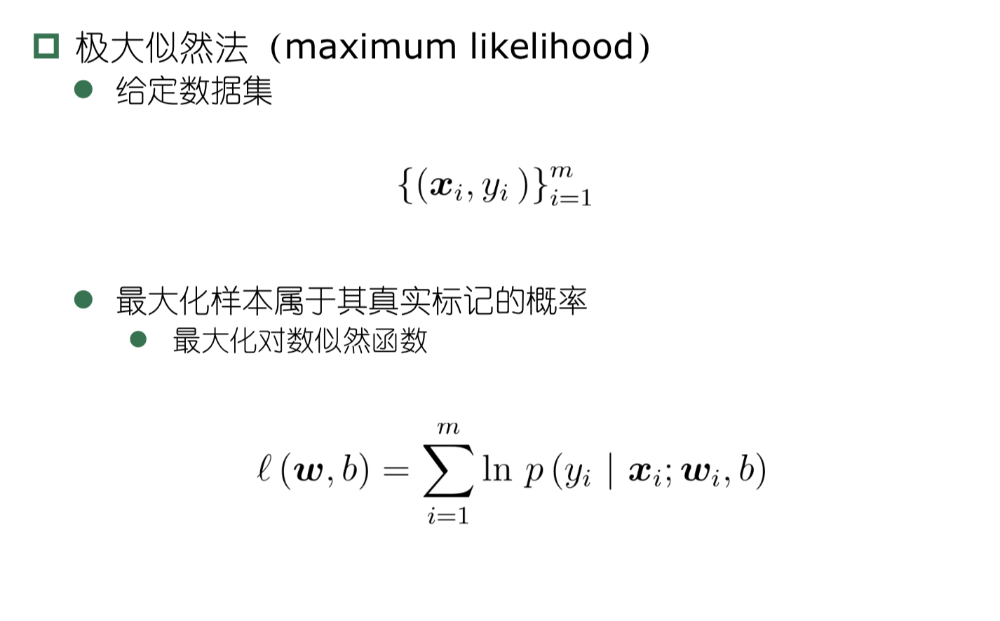 极大似然法（maximum likelihood）
给定数据集
$\{(\boldsymbol{x}_i, y_i)\}_{i=1}^{m}$
最大化样本属于其真实标记的概率
最大化对数似然函数
$\ell(\boldsymbol{w}, b) = \sum_{i=1}^{m} \ln p(y_i \mid \boldsymbol{x}_i; \boldsymbol{w}_i, b)$